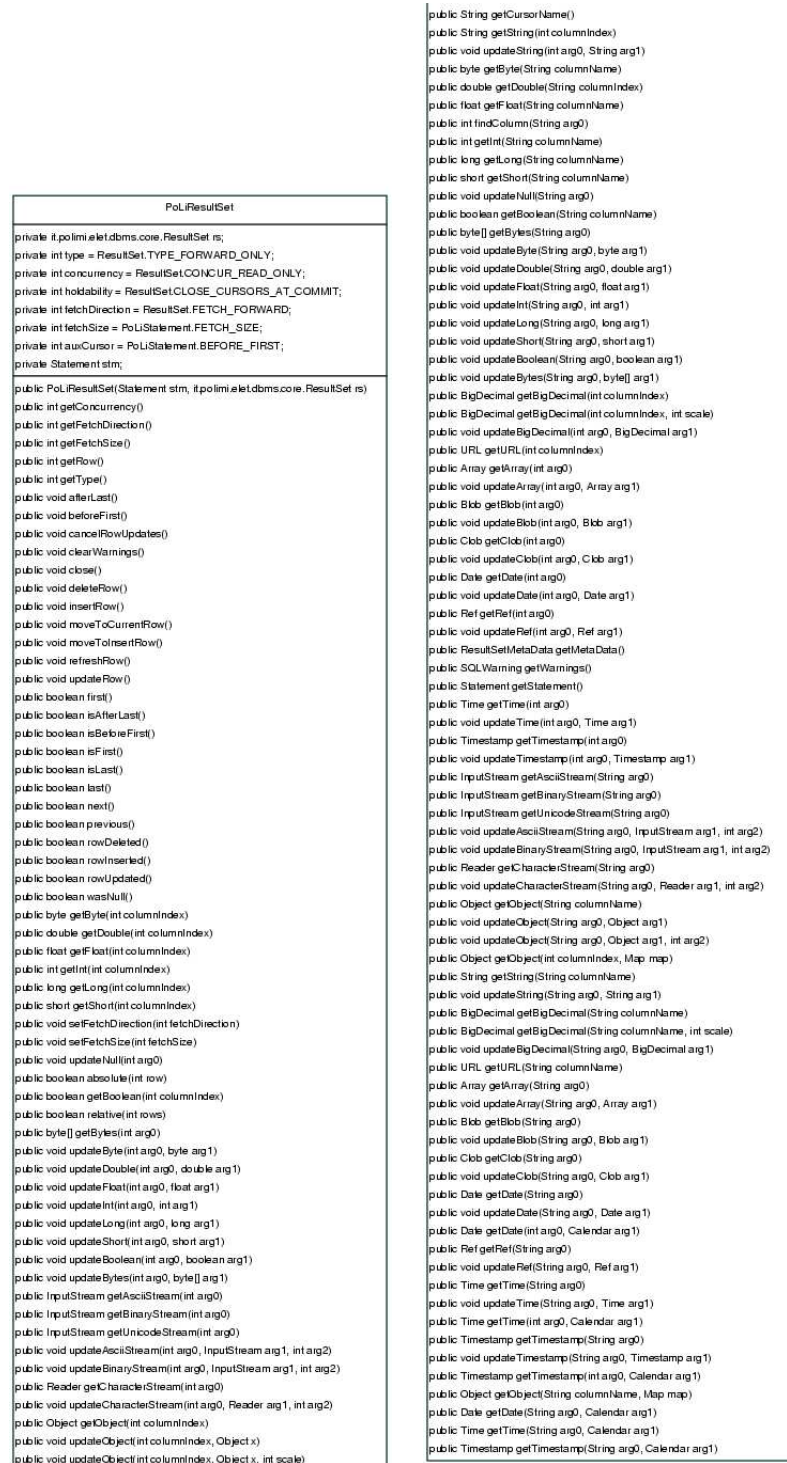 PoLiResultSet
private it.polimi.elet.dbms.core.ResultSet rs;
private int type = ResultSet.TYPE_FORWARD_ONLY;
private int concurrency = ResultSet.CONCUR_READ_ONLY;
private int holdability = ResultSet.CLOSE_CURSORS_AT_COMMIT;
private int fetchDirection = ResultSet.FETCH_FORWARD;
private int fetchSize = PoLiStatement.FETCH_SIZE;
private int auxCursor = PoLiStatement.BEFORE_FIRST;
private Statement stm;
public PoLiResultSet(Statement stm, it.polimi.elet.dbms.core.ResultSet rs)
public int getConcurrency()
public int getFetchDirection()
public int getFetchSize()
public int getRow()
public int getType()
public void afterLast()
public void beforeFirst()
public void cancelRowUpdates()
public void clearWarnings()
public void close()
public void deleteRow()
public void insertRow()
public void moveToCurrentRow()
public void moveToInsertRow()
public void refreshRow()
public void updateRow()
public boolean first()
public boolean isAfterLast()
public boolean isBeforeFirst()
public boolean isFirst()
public boolean isLast()
public boolean last()
public boolean next()
public boolean previous()
public boolean rowDeleted()
public boolean rowInserted()
public boolean rowUpdated()
public boolean wasNull()
public byte getByte(int columnIndex)
public double getDouble(int columnIndex)
public float getFloat(int columnIndex)
public int getInt(int columnIndex)
public long getLong(int columnIndex)
public short getShort(int columnIndex)
public void setFetchDirection(int fetchDirection)
public void setFetchSize(int fetchSize)
public void updateNull(int arg0)
public boolean absolute(int row)
public boolean getBoolean(int columnIndex)
public boolean relative(int rows)
public byte[] getBytes(int arg0)
public void updateByte(int arg0, byte arg1)
public void updateDouble(int arg0, double arg1)
public void updateFloat(int arg0, float arg1)
public void updateInt(int arg0, int arg1)
public void updateLong(int arg0, long arg1)
public void updateShort(int arg0, short arg1)
public void updateBoolean(int arg0, boolean arg1)
public void updateBytes(int arg0, byte[] arg1)
public InputStream getAsciiStream(int arg0)
public InputStream getBinaryStream(int arg0)
public InputStream getUnicodeStream(int arg0)
public void updateAsciiStream(int arg0, InputStream arg1, int arg2)
public void updateBinaryStream(int arg0, InputStream arg1, int arg2)
public Reader getCharacterStream(int arg0)
public void updateCharacterStream(int arg0, Reader arg1, int arg2)
public Object getObject(int columnIndex)
public void updateObject(int columnIndex, Object x)
public void updateObject(int columnIndex, Object x, int scale)
public String getCursorName()
public String getString(int columnIndex)
public void updateString(int arg0, String arg1)
public byte getByte(String columnName)
public double getDouble(String columnIndex)
public float getFloat(String columnName)
public int findColumn(String arg0)
public int getInt(String columnName)
public long getLong(String columnName)
public short getShort(String columnName)
public void updateNull(String arg0)
public boolean getBoolean(String columnName)
public byte[] getBytes(String arg0)
public void updateByte(String arg0, byte arg1)
public void updateDouble(String arg0, double arg1)
public void updateFloat(String arg0, float arg1)
public void updateInt(String arg0, int arg1)
public void updateLong(String arg0, long arg1)
public void updateShort(String arg0, short arg1)
public void updateBoolean(String arg0, boolean arg1)
public void updateBytes(String arg0, byte[] arg1)
public BigDecimal getBigDecimal(int columnIndex)
public BigDecimal getBigDecimal(int columnIndex, int scale)
public void updateBigDecimal(int arg0, BigDecimal arg1)
public URL getURL(int columnIndex)
public Array getArray(int arg0)
public void updateArray(int arg0, Array arg1)
public Blob getBlob(int arg0)
public void updateBlob(int arg0, Blob arg1)
public Clob getClob(int arg0)
public void updateClob(int arg0, Clob arg1)
public Date getDate(int arg0)
public void updateDate(int arg0, Date arg1)
public Ref getRef(int arg0)
public void updateRef(int arg0, Ref arg1)
public ResultSetMetaData getMetaData()
public SQLWarning getWarnings()
public Statement getStatement()
public Time getTime(int arg0)
public void updateTime(int arg0, Time arg1)
public Timestamp getTimestamp(int arg0)
public void updateTimestamp(int arg0, Timestamp arg1)
public InputStream getAsciiStream(String arg0)
public InputStream getBinaryStream(String arg0)
public InputStream getUnicodeStream(String arg0)
public void updateAsciiStream(String arg0, InputStream arg1, int arg2)
public void updateBinaryStream(String arg0, InputStream arg1, int arg2)
public Reader getCharacterStream(String arg0)
public void updateCharacterStream(String arg0, Reader arg1, int arg2)
public Object getObject(String columnName)
public void updateObject(String arg0, Object arg1)
public void updateObject(String arg0, Object arg1, int arg2)
public Object getObject(int columnIndex, Map map)
public String getString(String columnName)
public void updateString(String arg0, String arg1)
public BigDecimal getBigDecimal(String columnName)
public BigDecimal getBigDecimal(String columnName, int scale)
public void updateBigDecimal(String arg0, BigDecimal arg1)
public URL getURL(String columnName)
public Array getArray(String arg0)
public void updateArray(String arg0, Array arg1)
public Blob getBlob(String arg0)
public void updateBlob(String arg0, Blob arg1)
public Clob getClob(String arg0)
public void updateClob(String arg0, Clob arg1)
public Date getDate(String arg0)
public void updateDate(String arg0, Date arg1)
public Date getDate(int arg0, Calendar arg1)
public Ref getRef(String arg0)
public void updateRef(String arg0, Ref arg1)
public Time getTime(String arg0)
public void updateTime(String arg0, Time arg1)
public Time getTime(int arg0, Calendar arg1)
public Timestamp getTimestamp(String arg0)
public void updateTimestamp(String arg0, Timestamp arg1)
public Timestamp getTimestamp(int arg0, Calendar arg1)
public Object getObject(String columnName, Map map)
public Date getDate(String arg0, Calendar arg1)
public Time getTime(String arg0, Calendar arg1)
public Timestamp getTimestamp(String arg0, Calendar arg1)